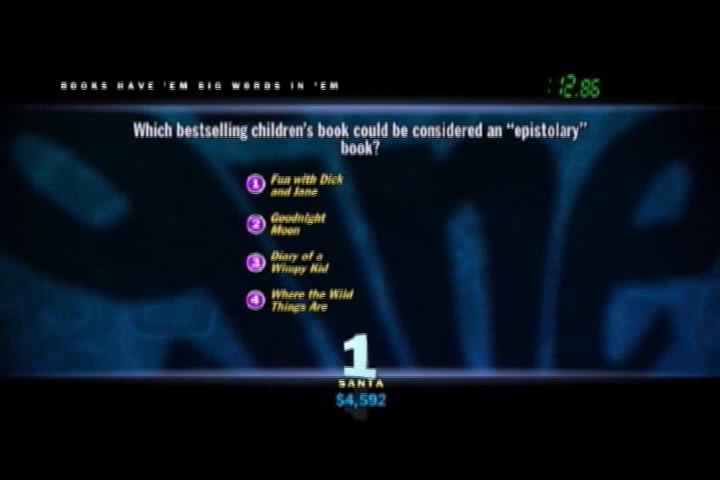 BOOKS HAVE 'EM BIG WORDS IN 'EM
:12.86
Which bestselling children's book could be considered an "epistolary"
book?
1 Fun with Dick
and Jane
2 Goodnight
Moon
3 Diary of a
Wimpy Kid
4 Where the Wild
Things Are
1
SANTA
$4,592